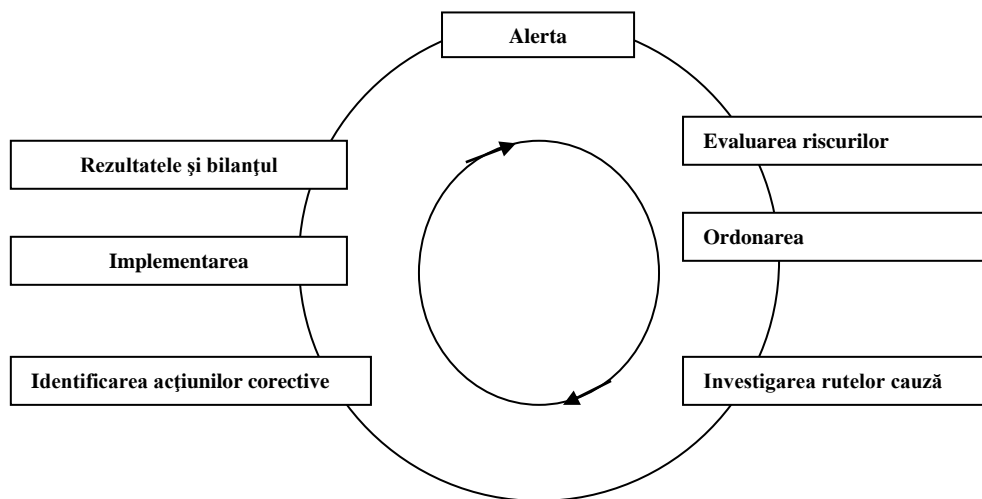 Alerta
Evaluarea riscurilor
Rezultatele şi bilanţul
Ordonarea
Implementarea
Identificarea acţiunilor corective
Investigarea rutelor cauză